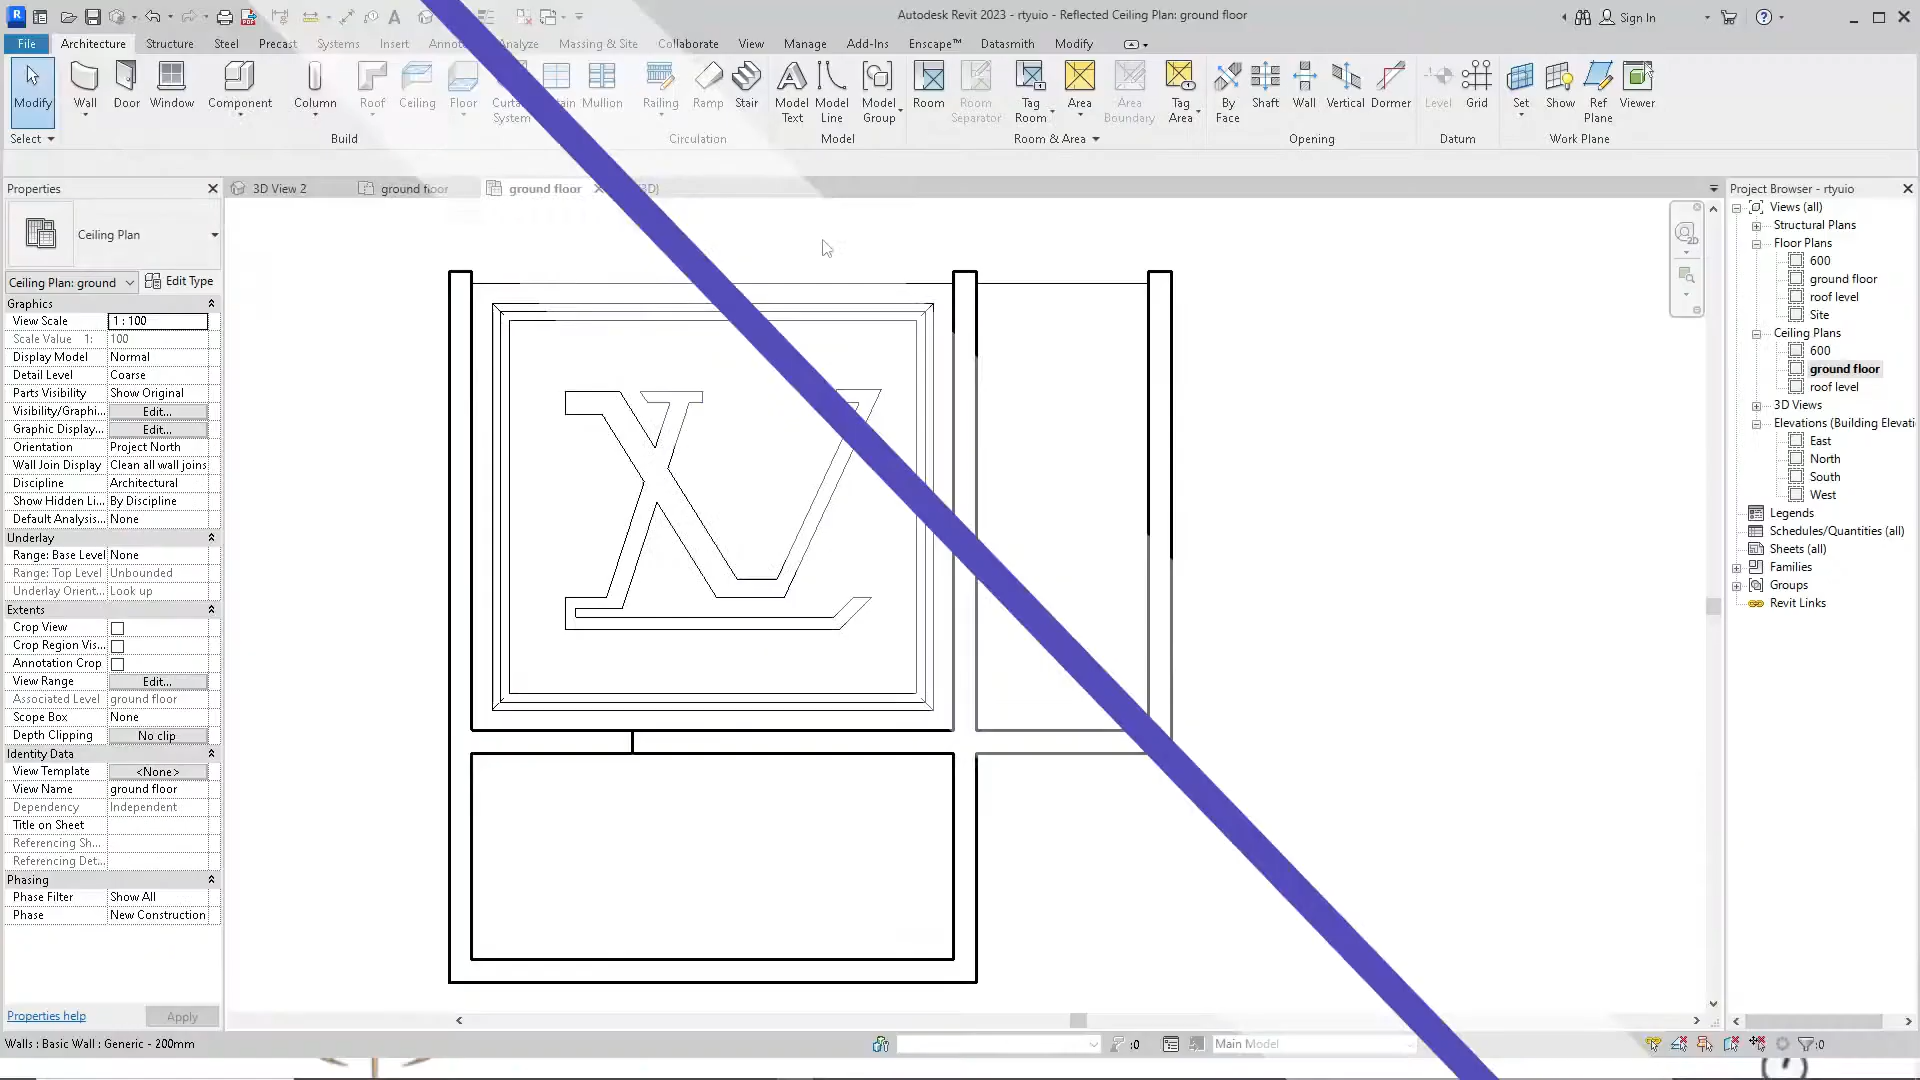 Autodesk Revit 2023 - rtyuio - Reflected Ceiling Plan: ground floor
Sign In
File Architecture Structure Steel Precast Systems Insert Analyze Massing & Site Collaborate View Manage Add-Ins Enscape™ Datasmith Modify
Modify Wall Door Window Component Column Roof Ceiling Floor Mullion Railing Ramp Stair
System
Model Text
Model Line
Model Group
Room
Room Separator
Tag Room
Area
Area Boundary
Tag Area
By Face
Shaft
Wall
Vertical
Dormer
Level
Grid
Set
Show
Ref Plane
Viewer
Select
Build
Circulation
Model
Room & Area
Opening
Datum
Work Plane
Properties
3D View 2
ground floor
ground floor
Project Browser - rtyuio
Ceiling Plan
Ceiling Plan: ground
Edit Type
Graphics
View Scale 1 : 100
Scale Value 1: 100
Display Model Normal
Detail Level Coarse
Parts Visibility Show Original
Visibility/Graphi... Edit...
Graphic Display... Edit...
Orientation Project North
Wall Join Display Clean all wall joins
Discipline Architectural
Show Hidden Li... By Discipline
Default Analysis... None
Underlay
Range: Base Level None
Range: Top Level Unbounded
Underlay Orient... Look up
Extents
Crop View
Crop Region Vis...
Annotation Crop
View Range Edit...
Associated Level ground floor
Scope Box None
Depth Clipping No clip
Identity Data
View Template <None>
View Name ground floor
Dependency Independent
Title on Sheet
Referencing Sh...
Referencing Det...
Phasing
Phase Filter Show All
Phase New Construction
Properties help
Apply
Views (all)
Structural Plans
Floor Plans
600
ground floor
roof level
Site
Ceiling Plans
600
ground floor
roof level
3D Views
Elevations (Building Elevati
East
North
South
West
Legends
Schedules/Quantities (all)
Sheets (all)
Families
Groups
Revit Links
Walls : Basic Wall : Generic - 200mm
:0
Main Model
:0